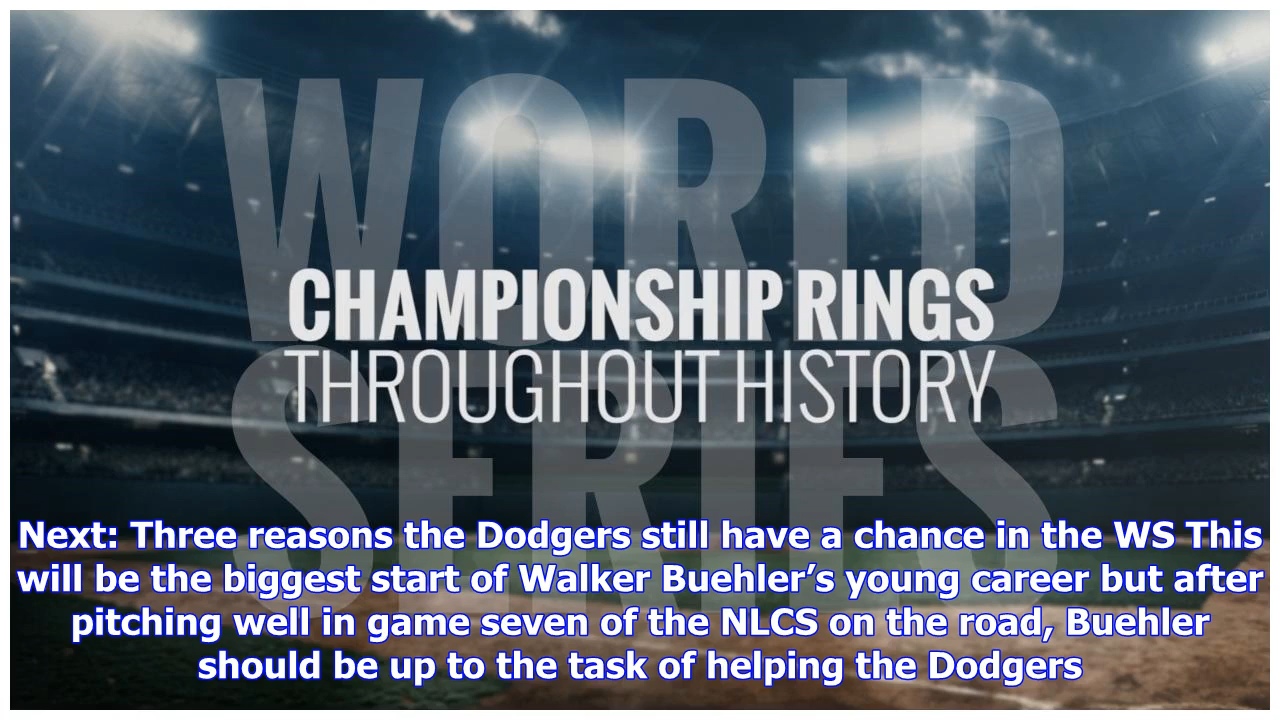 WORLD
CHAMPIONSHIP RINGS
THROUGHOUT HISTORY
SERIES
Next: Three reasons the Dodgers still have a chance in the WS This
will be the biggest start of Walker Buehler’s young career but after
pitching well in game seven of the NLCS on the road, Buehler
should be up to the task of helping the Dodgers